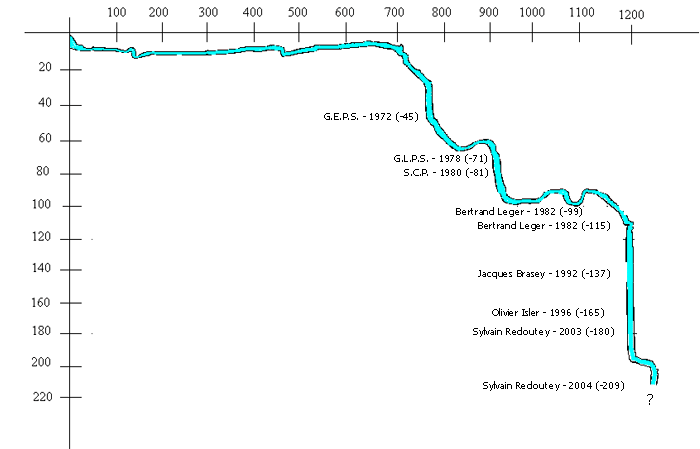 100 200 300 400 500 600 700 800 900 1000 1100 1200
20
40
G.E.P.S. - 1972 (-45)
60
G.L.P.S. - 1978 (-71)
S.C.P. - 1980 (-81)
80
100
Bertrand Leger - 1982 (-99)
Bertrand Leger - 1982 (-115)
120
140
Jacques Brasey - 1992 (-137)
160
Olivier Isler - 1996 (-165)
180
Sylvain Redoutey - 2003 (-180)
200
Sylvain Redoutey - 2004 (-209)
220
?